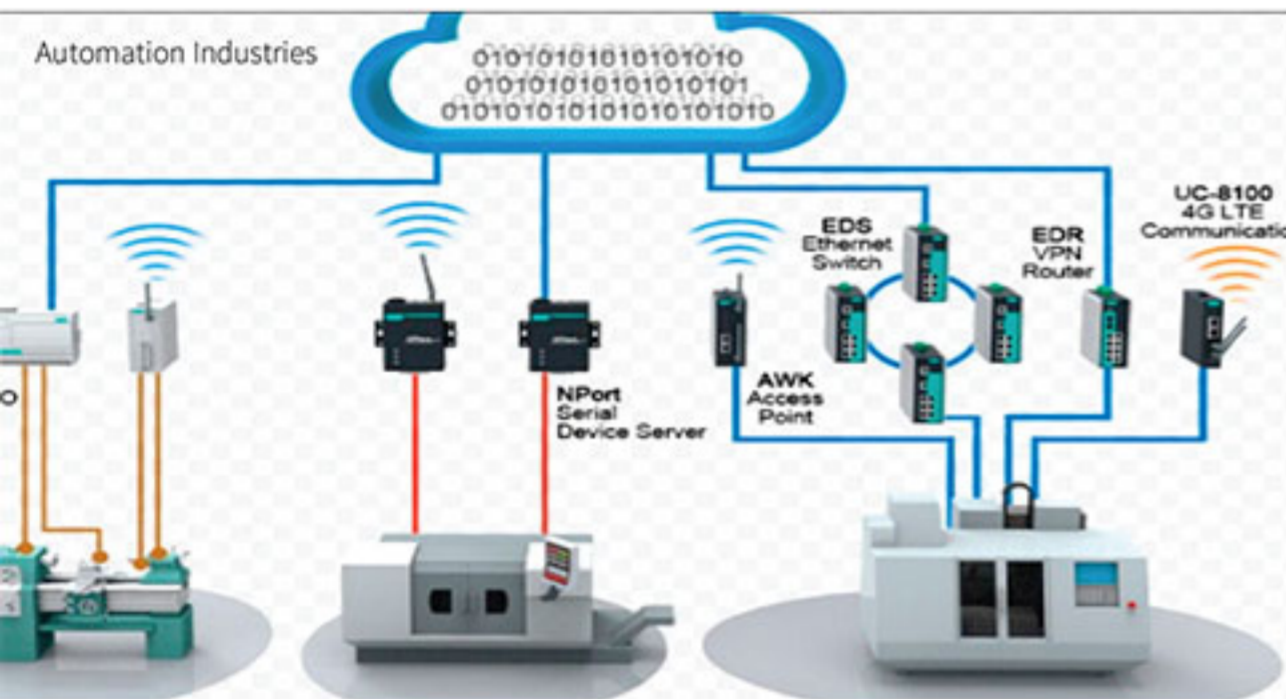 Automation Industries
01010101010101010
01010101010101101
0101010101010101010
UC-8100
4G LTE
Communicatio
EDS
Ethernet
Switch
EDR
VPN
Router
O
NPort
Serial
Device Server
AWK
Access
Point